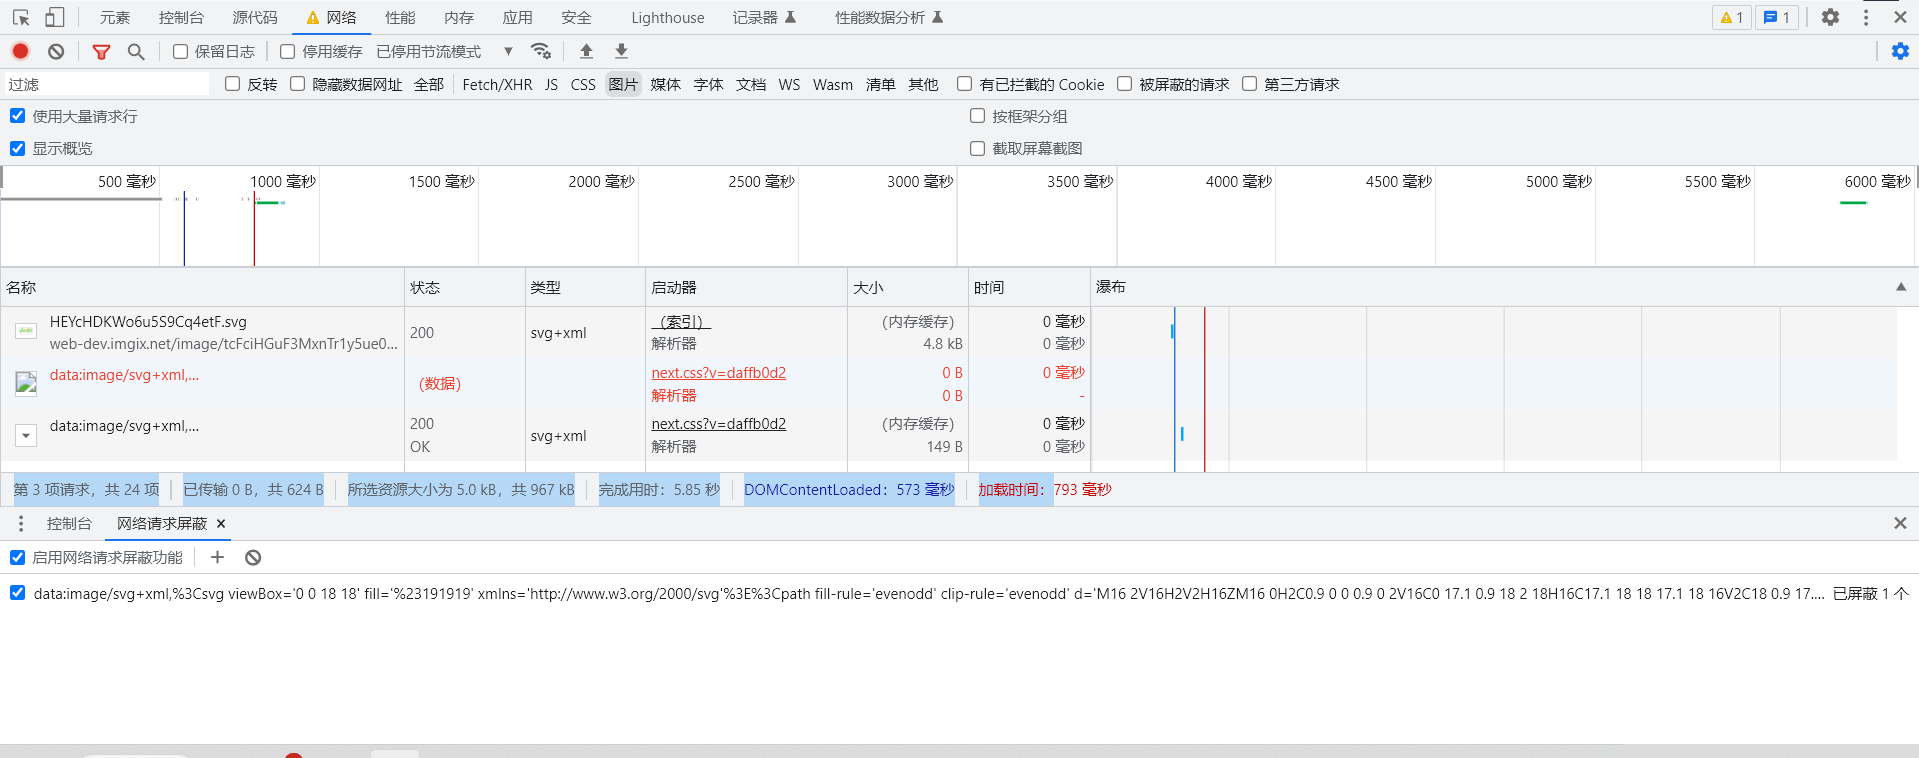 元素 控制台 源代码 网络 性能 内存 应用 安全 Lighthouse 记录器 性能数据分析 1 1
保留日志 停用缓存 已停用节流模式
过滤 反转 隐藏数据网址 全部 Fetch/XHR JS CSS 图片 媒体 字体 文档 WS Wasm 清单 其他 有已拦截的 Cookie 被屏蔽的请求 第三方请求
使用大量请求行 按框架分组
显示概览 截取屏幕截图
500 毫秒 1000 毫秒 1500 毫秒 2000 毫秒 2500 毫秒 3000 毫秒 3500 毫秒 4000 毫秒 4500 毫秒 5000 毫秒 5500 毫秒 6000 毫秒
名称 状态 类型 启动器 大小 时间 瀑布
HEYcHDKWo6u5S9Cq4etF.svg 200 svg+xml （索引） （内存缓存） 0 毫秒
web-dev.imgix.net/image/tcFciHGuF3MxnTr1y5ue0... 解析器 4.8 kB 0 毫秒
data:image/svg+xml,... （数据） next.css?v=daffb0d2 0 B 0 毫秒
解析器 0 B -
data:image/svg+xml,... 200 svg+xml next.css?v=daffb0d2 （内存缓存） 0 毫秒
OK 解析器 149 B 0 毫秒
第 3 项请求，共 24 项 已传输 0 B，共 624 B 所选资源大小为 5.0 kB，共 967 kB 完成用时：5.85 秒 DOMContentLoaded：573 毫秒 加载时间：793 毫秒
控制台 网络请求屏蔽
启用网络请求屏蔽功能
data:image/svg+xml,%3Csvg viewBox='0 0 18 18' fill='%23191919' xmlns='http://www.w3.org/2000/svg'%3E%3Cpath fill-rule='evenodd' clip-rule='evenodd' d='M16 2V16H2V2H16ZM16 0H2C0.9 0 0 0.9 0 2V16C0 17.1 0.9 18 2 18H16C17.1 18 18 17.1 18 16V2C18 0.9 17.... 已屏蔽 1 个